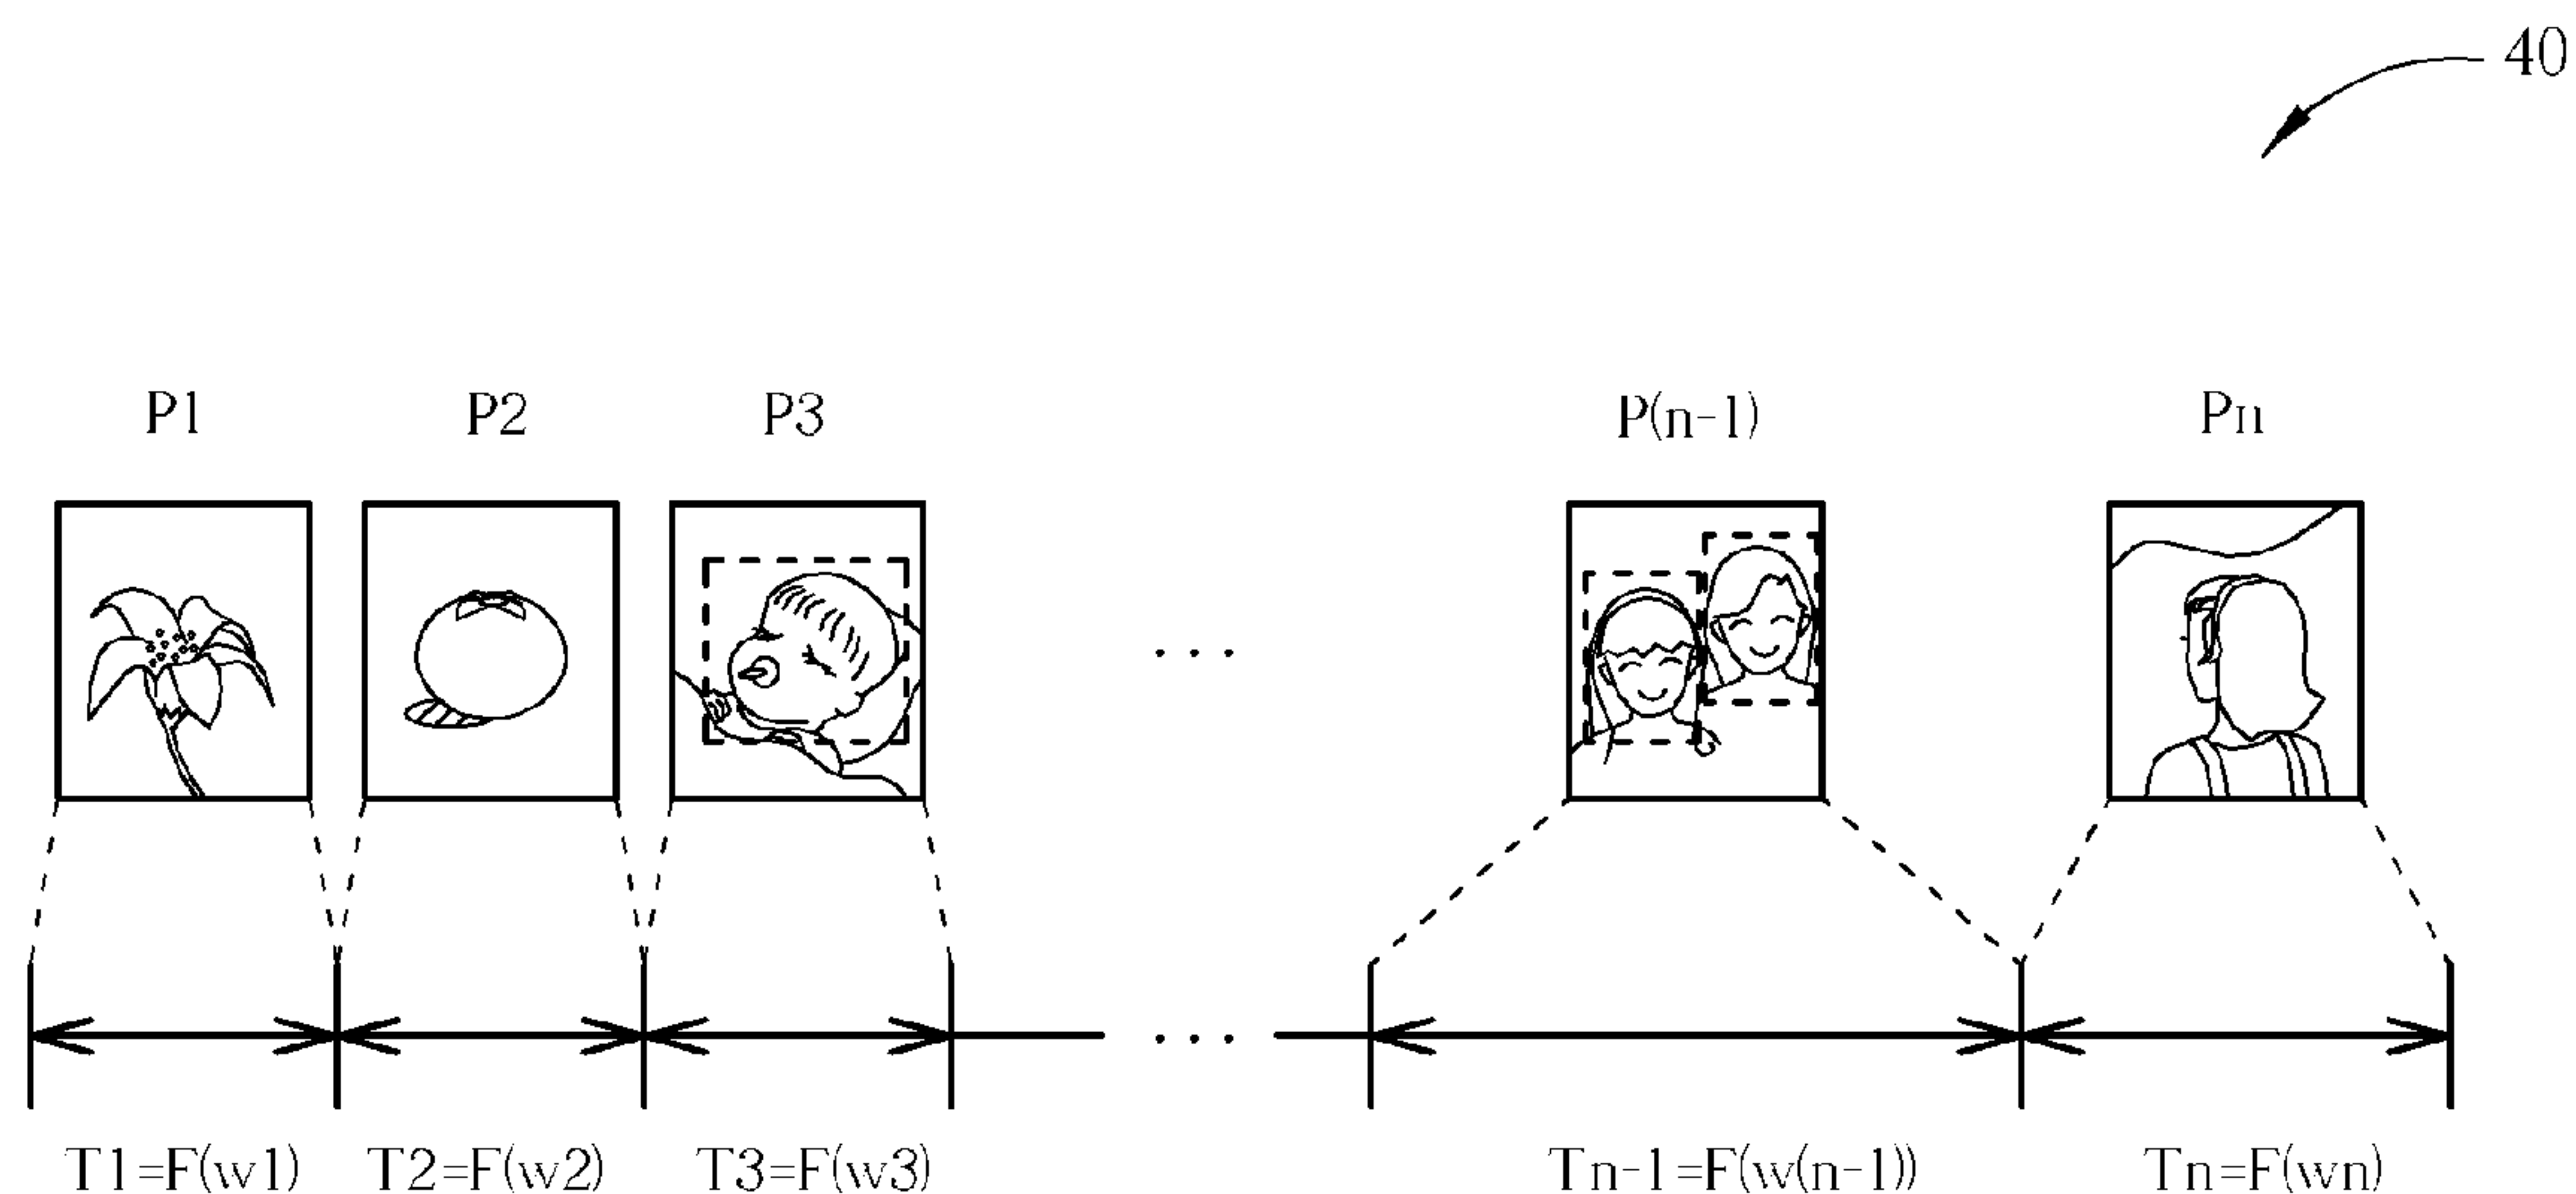 40
P1 P2 P3 P(n-1) Pn
... 
...
T1=F(w1) T2=F(w2) T3=F(w3) Tn-1=F(w(n-1)) Tn=F(wn)